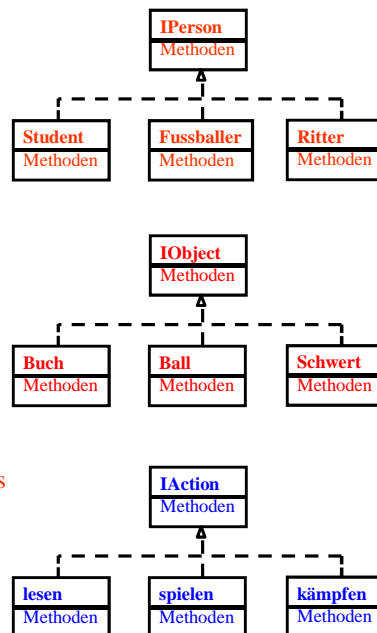 IPerson
Methoden
Student Fussballer Ritter
Methoden Methoden Methoden
IObject
Methoden
Buch Ball Schwert
Methoden Methoden Methoden
s
IAction
Methoden
lesen spielen kämpfen
Methoden Methoden Methoden